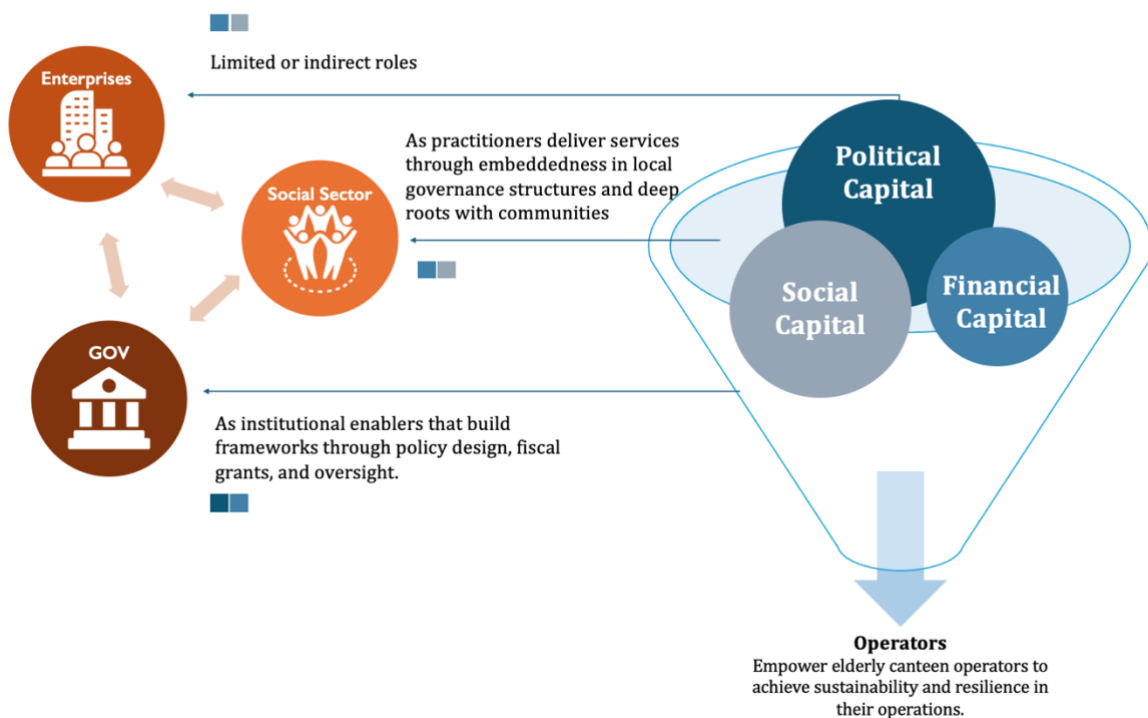 Enterprises
Limited or indirect roles
As practitioners deliver services
through embeddedness in local
governance structures and deep
roots with communities
Social Sector
GOV
As institutional enablers that build
frameworks through policy design, fiscal
grants, and oversight.
Political
Capital
Social
Capital
Financial
Capital
Operators
Empower elderly canteen operators to
achieve sustainability and resilience in
their operations.